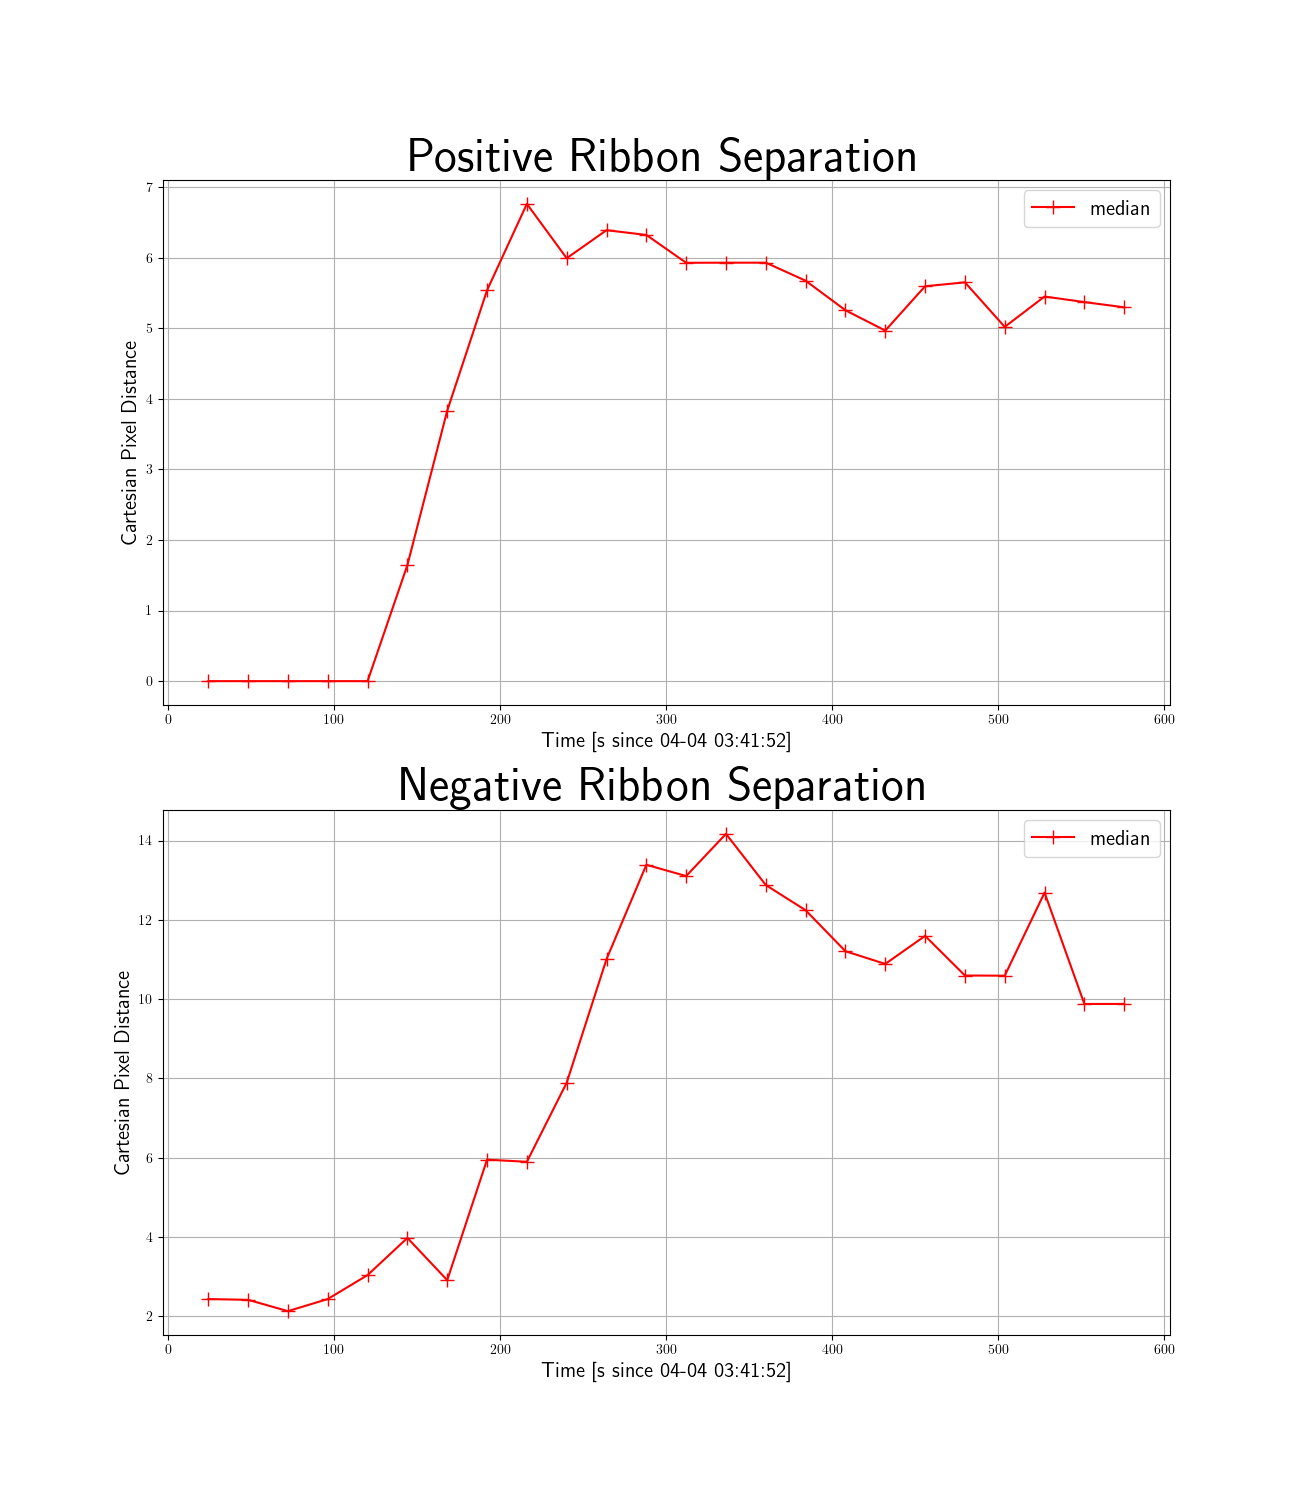 Positive Ribbon Separation
7
6
5
4
3
2
1
0
Cartesian Pixel Distance
median
0 100 200 300 400 500 600
Time [s since 04-04 03:41:52]
Negative Ribbon Separation
14
12
10
8
6
4
2
Cartesian Pixel Distance
median
0 100 200 300 400 500 600
Time [s since 04-04 03:41:52]